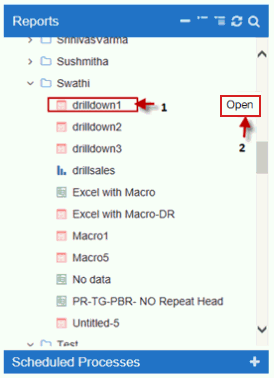 Reports
SrinivasVarma
Sushmitha
Swathi
drilldown1
1
Open
drilldown2
2
drilldown3
drillsales
Excel with Macro
Excel with Macro-DR
Macro1
Macro5
No data
PR-TG-PBR- NO Repeat Head
Untitled-5
Test
Scheduled Processes